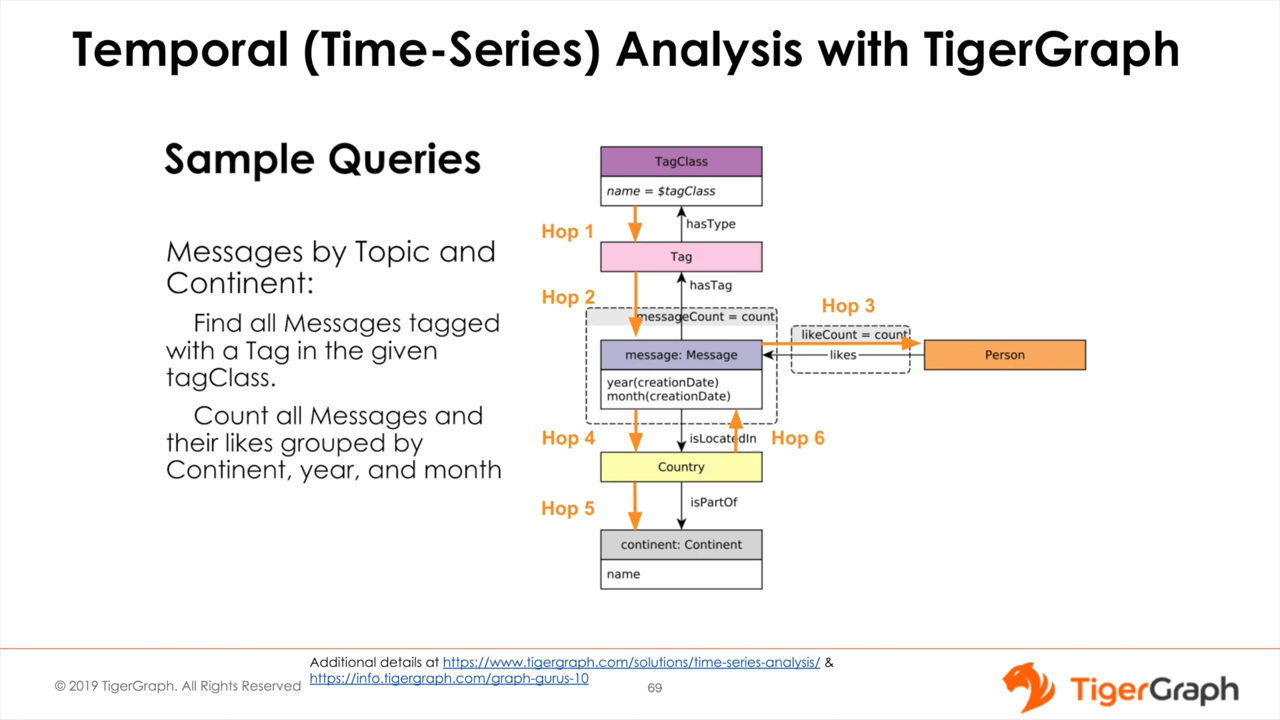 Temporal (Time-Series) Analysis with TigerGraph
Sample Queries
Messages by Topic and
Continent:
Find all Messages tagged
with a Tag in the given
tagClass.
Count all Messages and
their likes grouped by
Continent, year, and month
TagClass
name = $tagClass
Hop 1
hasType
Tag
hasTag
Hop 2
messageCount = count
Hop 3
likeCount = count
message: Message
likes
Person
year(creationDate)
month(creationDate)
Hop 4
isLocatedIn
Hop 6
Country
isPartOf
Hop 5
continent: Continent
name
Additional details at https://www.tigergraph.com/solutions/time-series-analysis/ &
https://info.tigergraph.com/graph-gurus-10
© 2019 TigerGraph. All Rights Reserved
69
TigerGraph